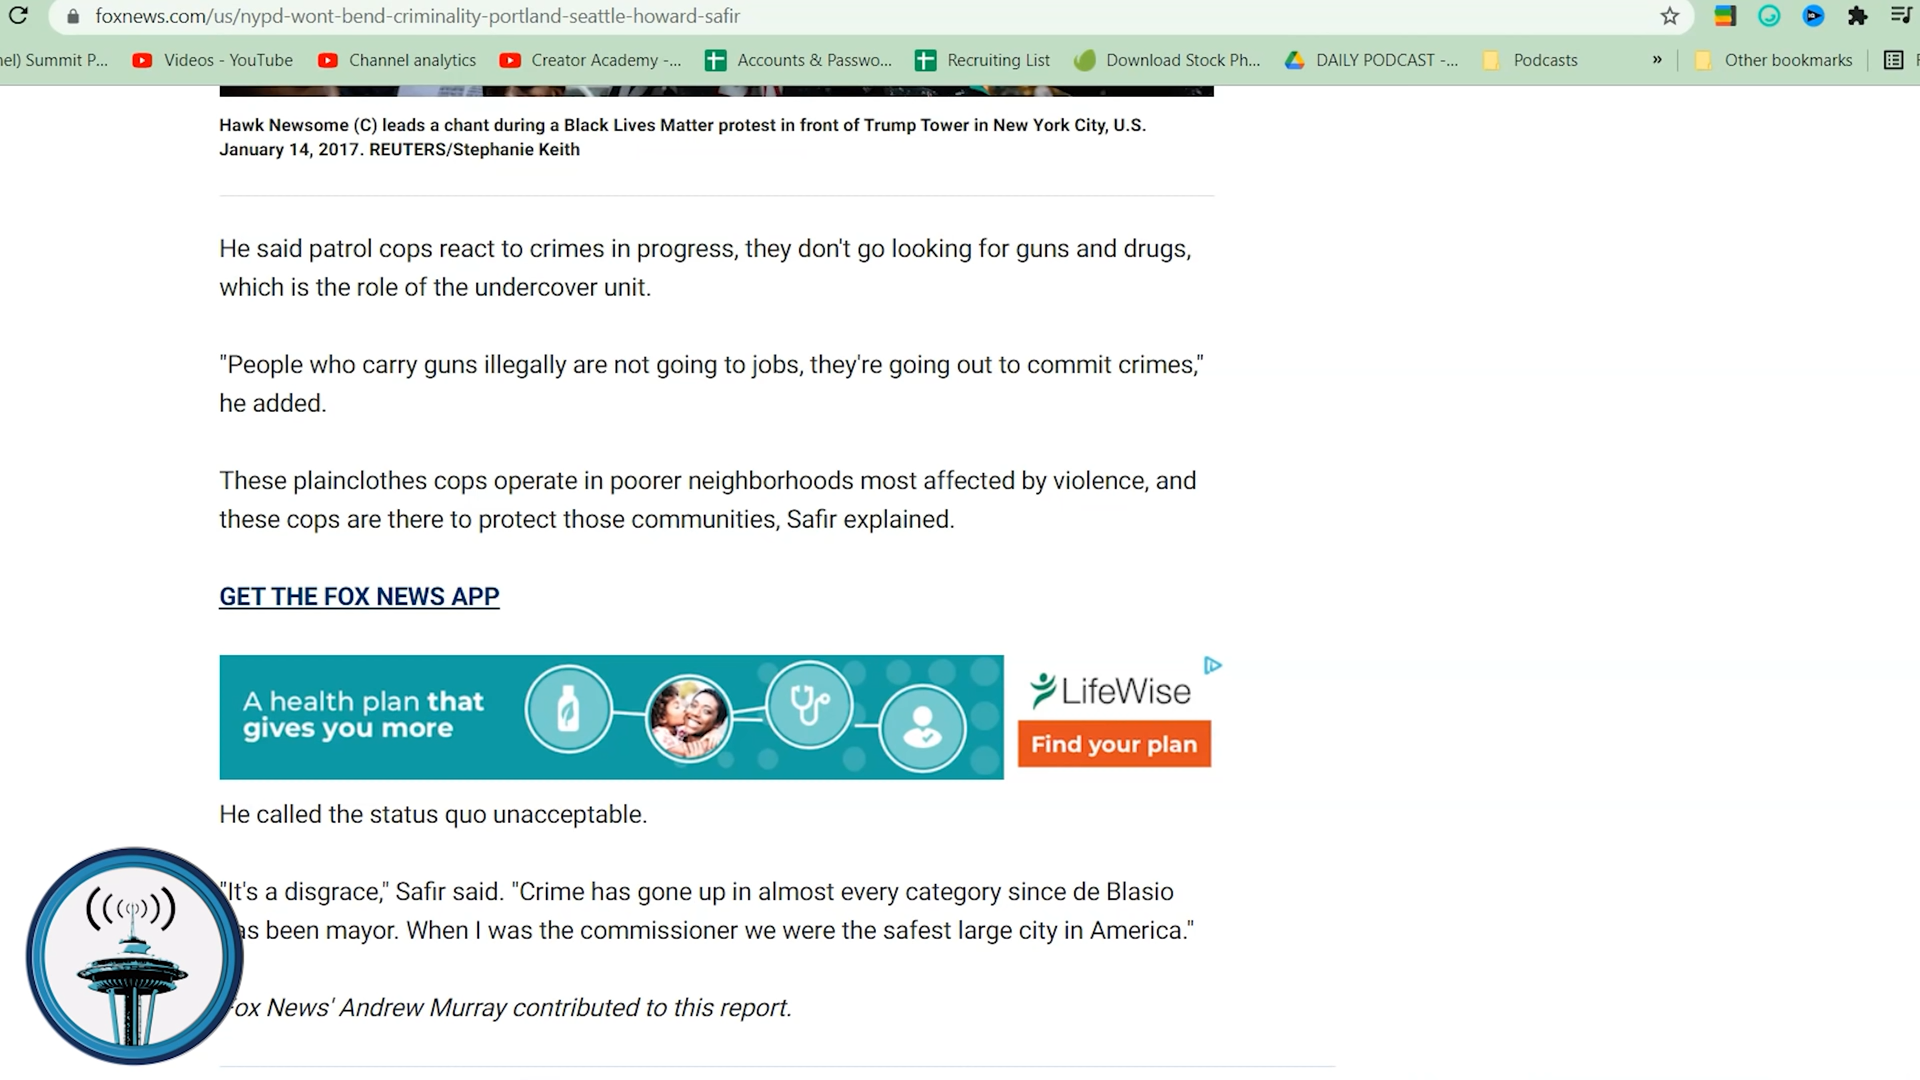 foxnews.com/us/nypd-wont-bend-criminality-portland-seattle-howard-safir
nel) Summit P... Videos - YouTube Channel analytics Creator Academy -... Accounts & Passwo... Recruiting List Download Stock Ph... DAILY PODCAST -... Podcasts » Other bookmarks
Hawk Newsome (C) leads a chant during a Black Lives Matter protest in front of Trump Tower in New York City, U.S.
January 14, 2017. REUTERS/Stephanie Keith
He said patrol cops react to crimes in progress, they don't go looking for guns and drugs,
which is the role of the undercover unit.
"People who carry guns illegally are not going to jobs, they're going out to commit crimes,"
he added.
These plainclothes cops operate in poorer neighborhoods most affected by violence, and
these cops are there to protect those communities, Safir explained.
GET THE FOX NEWS APP
A health plan that
gives you more
LifeWise
Find your plan
He called the status quo unacceptable.
"It's a disgrace," Safir said. "Crime has gone up in almost every category since de Blasio
as been mayor. When I was the commissioner we were the safest large city in America."
Fox News' Andrew Murray contributed to this report.